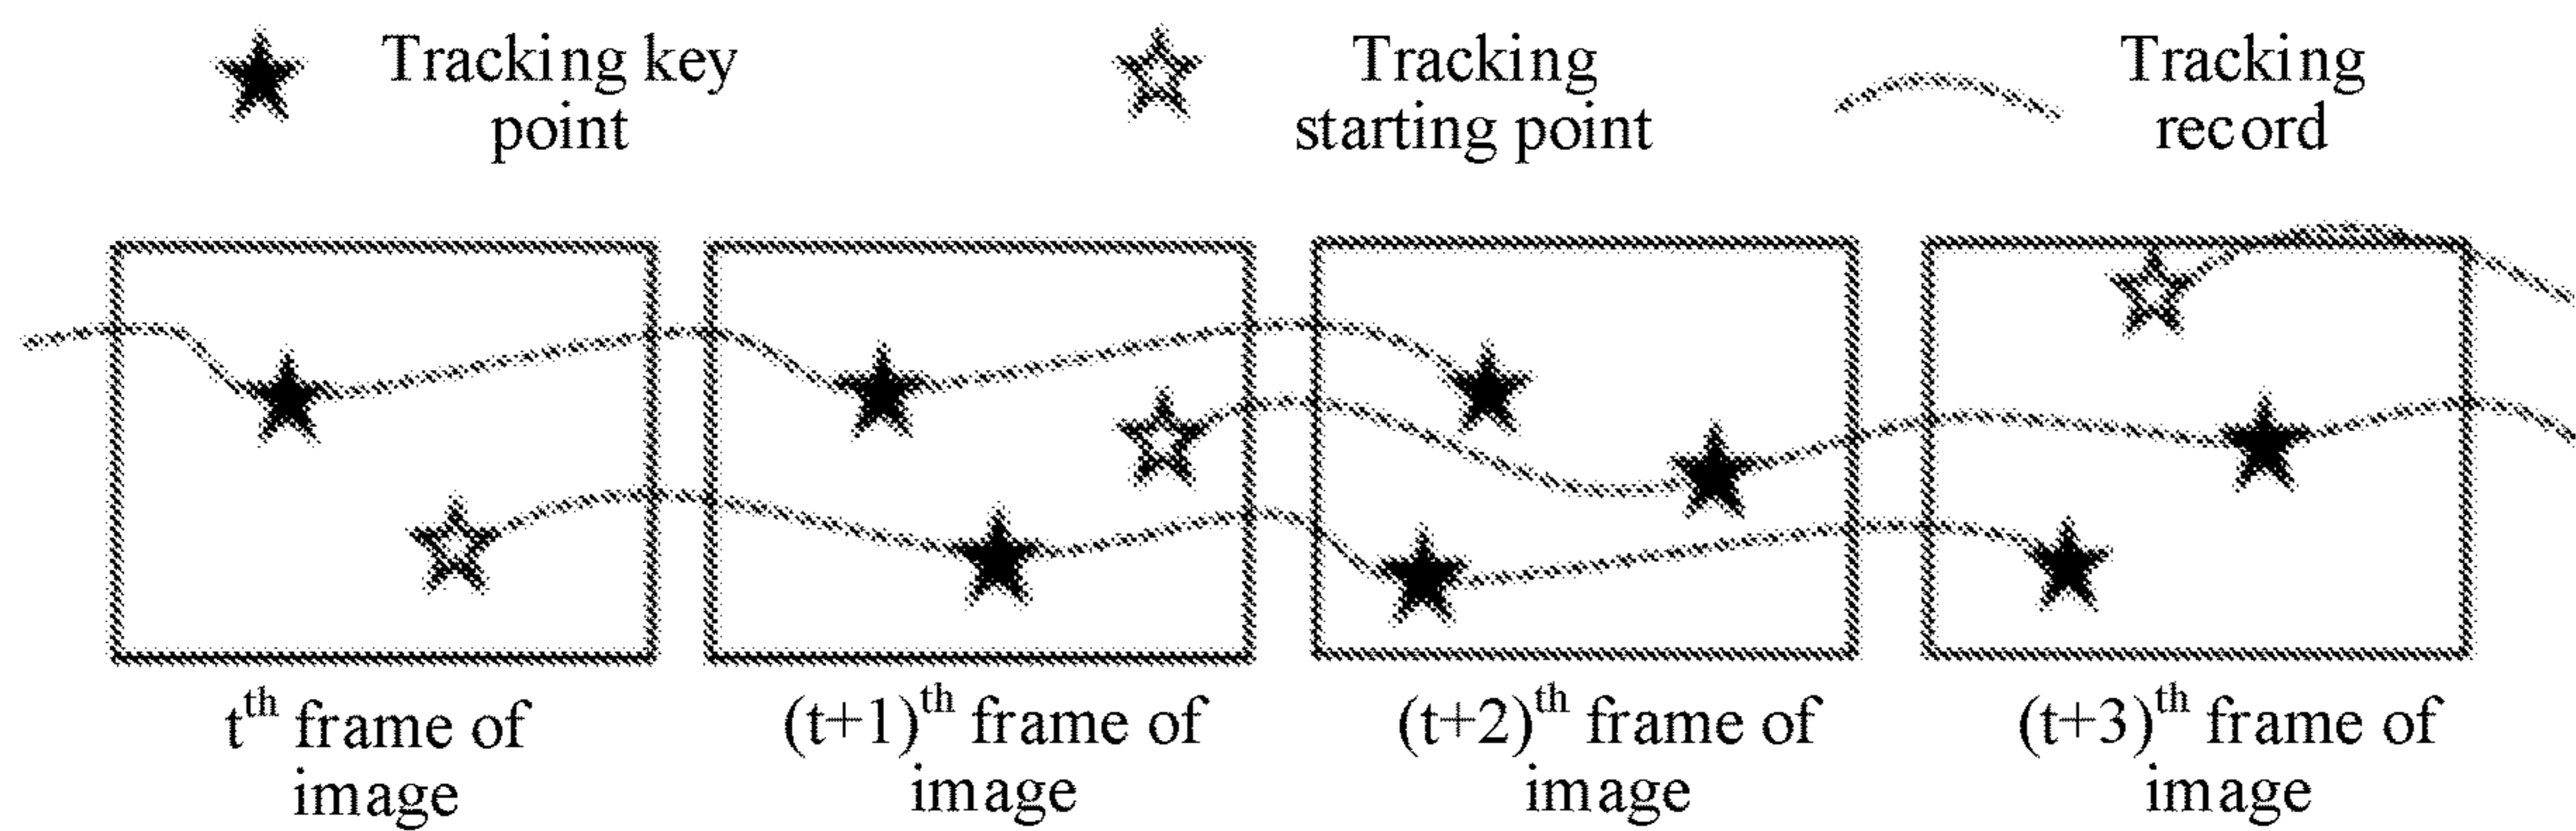 Tracking key
point
Tracking
starting point
Tracking
record
tth frame of
image
(t+1)th frame of
image
(t+2)th frame of
image
(t+3)th frame of
image